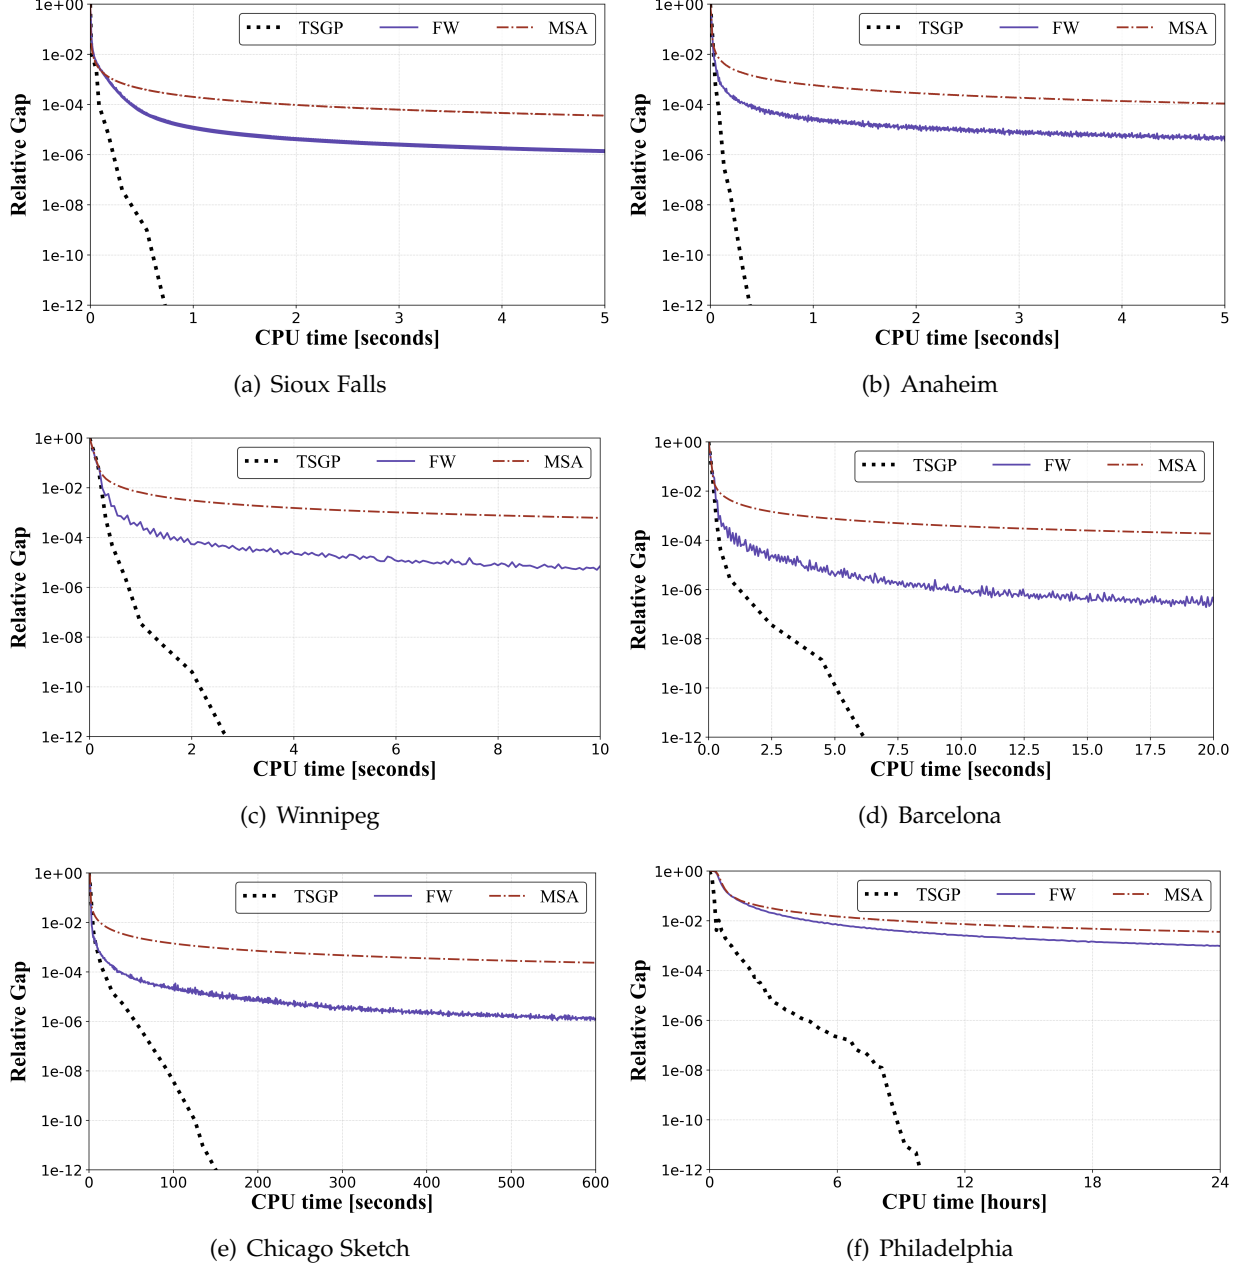 TSGP FW MSA
1e+00
1e-02
1e-04
1e-06
1e-08
1e-10
1e-12
Relative Gap
0 1 2 3 4 5
CPU time [seconds]
(a) Sioux Falls
TSGP FW MSA
1e+00
1e-02
1e-04
1e-06
1e-08
1e-10
1e-12
Relative Gap
0 1 2 3 4 5
CPU time [seconds]
(b) Anaheim
TSGP FW MSA
1e+00
1e-02
1e-04
1e-06
1e-08
1e-10
1e-12
Relative Gap
0 2 4 6 8 10
CPU time [seconds]
(c) Winnipeg
TSGP FW MSA
1e+00
1e-02
1e-04
1e-06
1e-08
1e-10
1e-12
Relative Gap
0.0 2.5 5.0 7.5 10.0 12.5 15.0 17.5 20.0
CPU time [seconds]
(d) Barcelona
TSGP FW MSA
1e+00
1e-02
1e-04
1e-06
1e-08
1e-10
1e-12
Relative Gap
0 100 200 300 400 500 600
CPU time [seconds]
(e) Chicago Sketch
TSGP FW MSA
1e+00
1e-02
1e-04
1e-06
1e-08
1e-10
1e-12
Relative Gap
0 6 12 18 24
CPU time [hours]
(f) Philadelphia